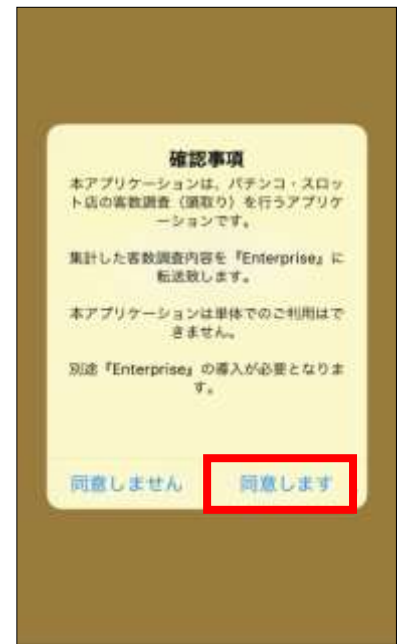 確認事項
本アプリケーションは、パチンコ・スロッ
ト店の客数調査（頭取り）を行うアプリケ
ーションです。
集計した客数調査内容を『Enterprise』に
転送致します。
本アプリケーションは単体でのご利用はで
きません。
別途『Enterprise』の導入が必要となりま
す。
同意しません
同意します